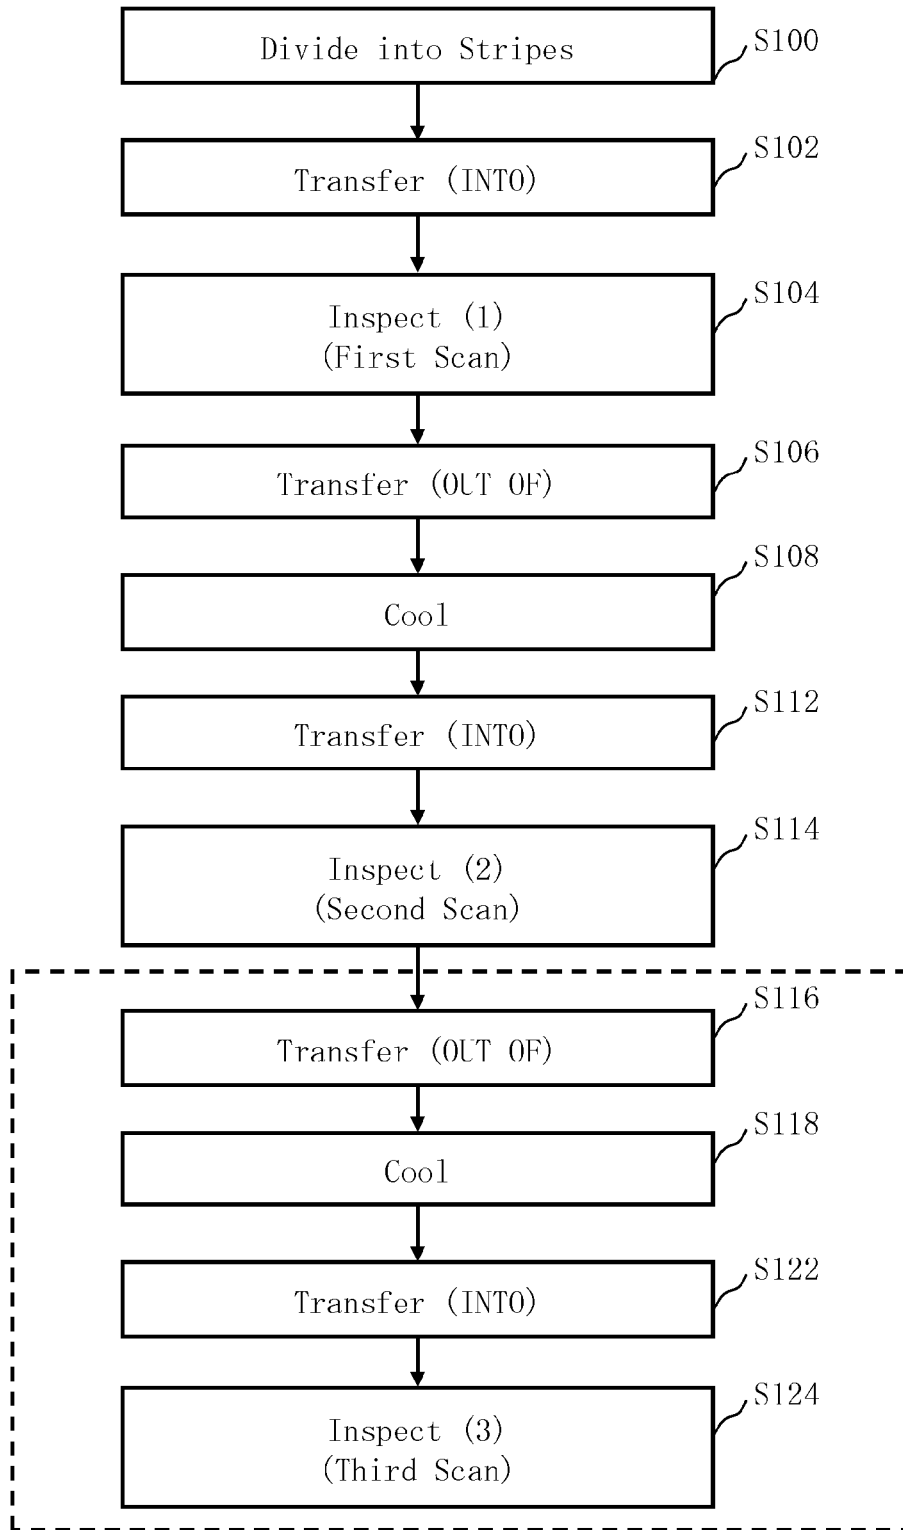 Divide into Stripes
S100
Transfer (INTO)
S102
Inspect (1)
(First Scan)
S104
Transfer (OUT OF)
S106
Cool
S108
Transfer (INTO)
S112
Inspect (2)
(Second Scan)
S114
Transfer (OUT OF)
S116
Cool
S118
Transfer (INTO)
S122
Inspect (3)
(Third Scan)
S124